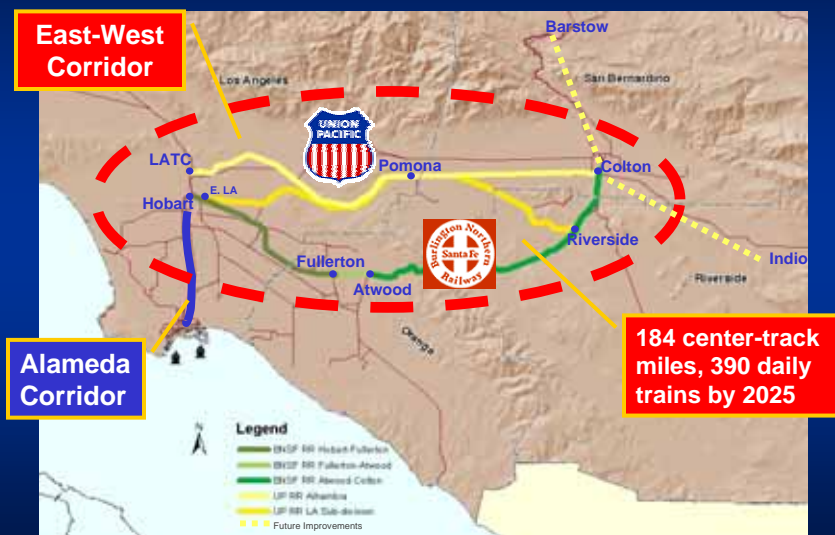 East-West
Corridor
Barstow
Los Angeles
San Bernardino
UNION
PACIFIC
LATC
Pomona
Colton
E. LA
Hobart
Riverside
Burlington Northern
Santa Fe
Railway
Fullerton
Atwood
Indio
Riverside
Orange
184 center-track
miles, 390 daily
trains by 2025
Alameda
Corridor
N
Legend
BNSF RR Hobart-Fullerton
BNSF RR Fullerton-Atwood
BNSF RR Atwood-Colton
UP RR Alhambra
UP RR LA Sub-division
Future Improvements